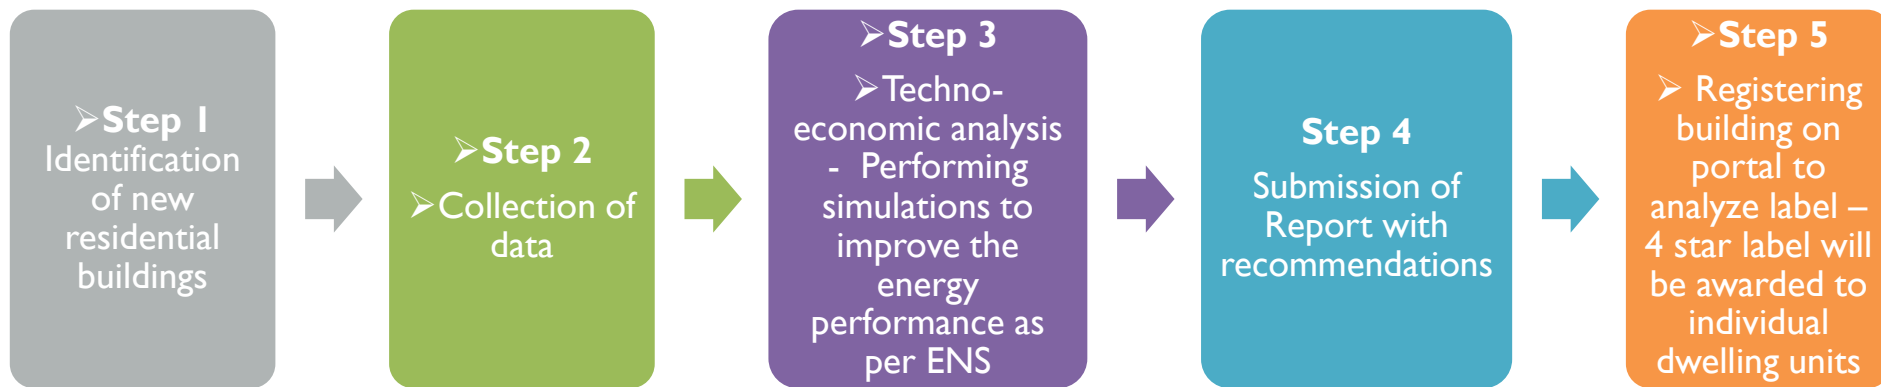 ➢Step 1
Identification
of new
residential
buildings
➢Step 2
➢Collection of
data
➢Step 3
➢Techno-
economic analysis
- Performing
simulations to
improve the
energy
performance as
per ENS
Step 4
Submission of
Report with
recommendations
➢Step 5
➢ Registering
building on
portal to
analyze label –
4 star label will
be awarded to
individual
dwelling units